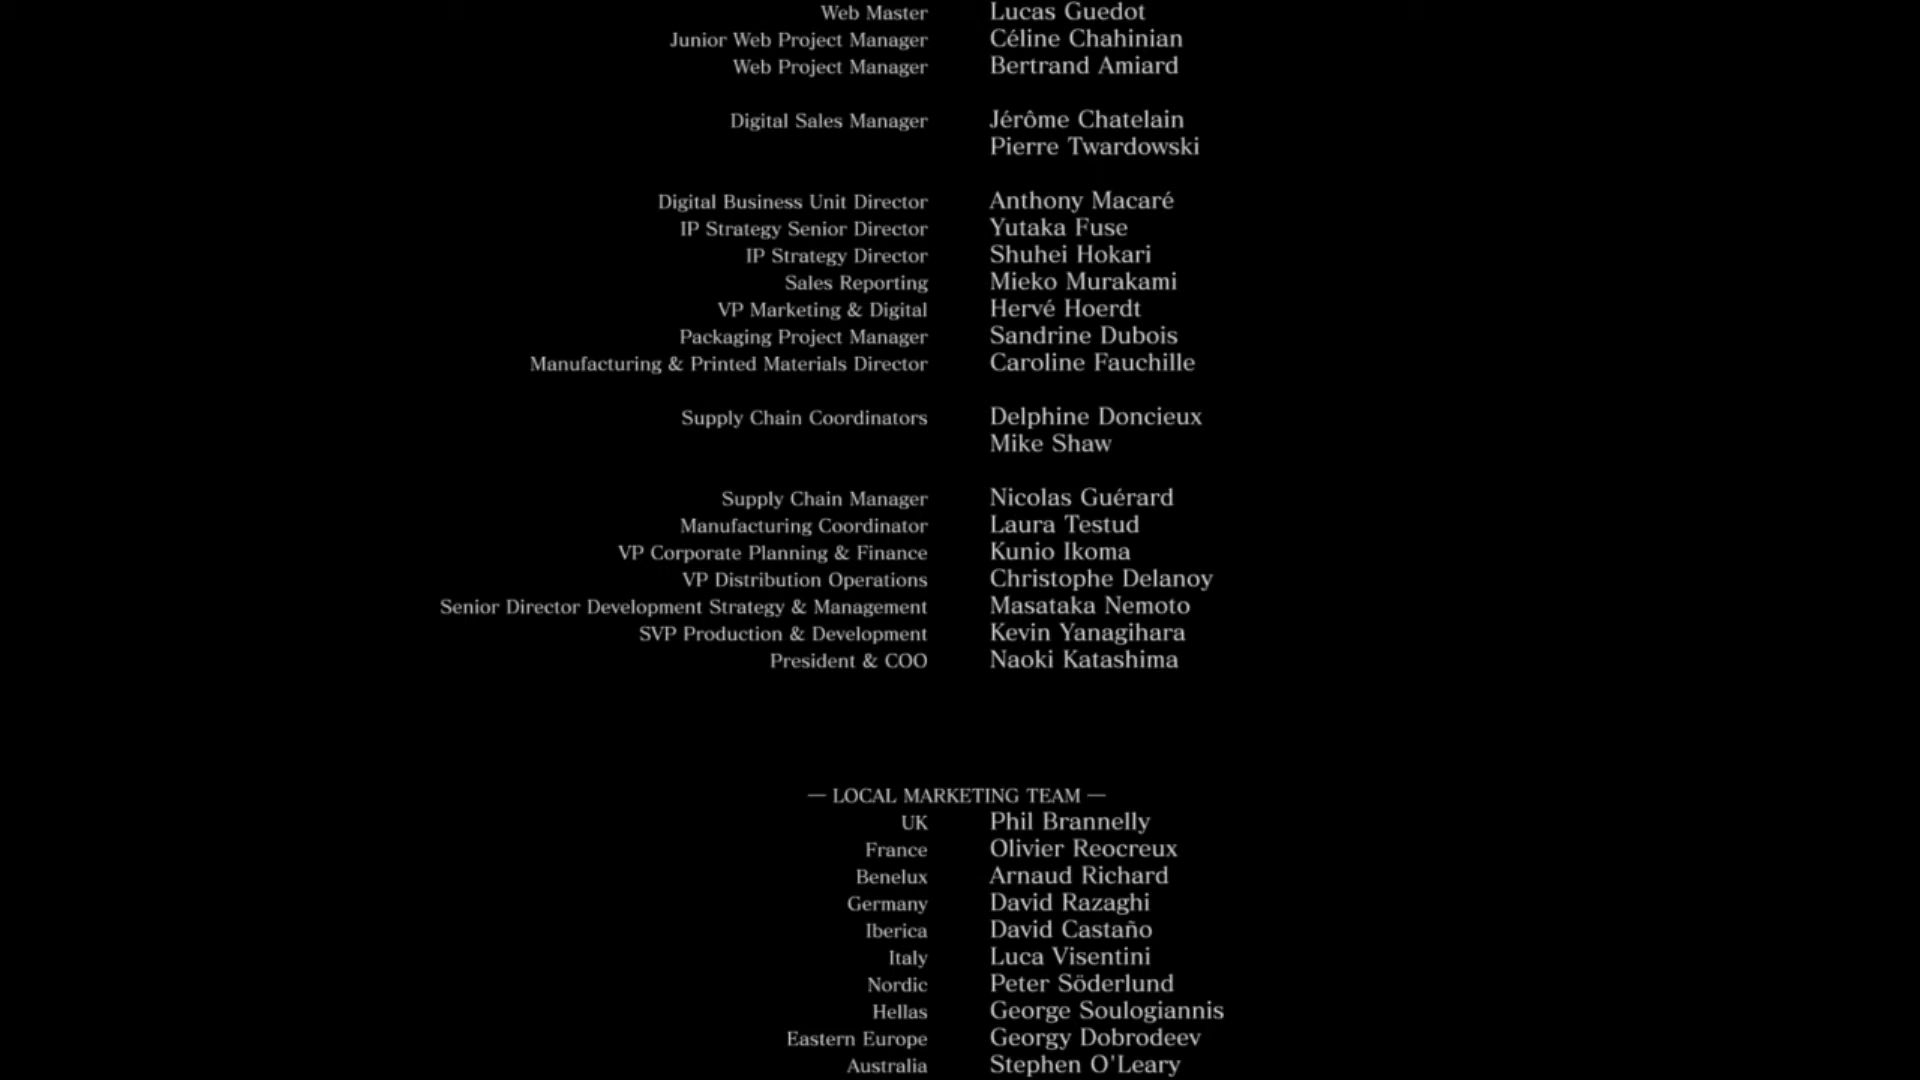 Web Master Lucas Guedot
Junior Web Project Manager Céline Chahinian
Web Project Manager Bertrand Amiard
Digital Sales Manager Jérôme Chatelain
Pierre Twardowski
Digital Business Unit Director Anthony Macaré
IP Strategy Senior Director Yutaka Fuse
IP Strategy Director Shuhei Hokari
Sales Reporting Mieko Murakami
VP Marketing & Digital Hervé Hoerdt
Packaging Project Manager Sandrine Dubois
Manufacturing & Printed Materials Director Caroline Fauchille
Supply Chain Coordinators Delphine Doncieux
Mike Shaw
Supply Chain Manager Nicolas Guérard
Manufacturing Coordinator Laura Testud
VP Corporate Planning & Finance Kunio Ikoma
VP Distribution Operations Christophe Delanoy
Senior Director Development Strategy & Management Masataka Nemoto
SVP Production & Development Kevin Yanagihara
President & COO Naoki Katashima
— LOCAL MARKETING TEAM —
UK Phil Brannelly
France Olivier Reocreux
Benelux Arnaud Richard
Germany David Razaghi
Iberica David Castaño
Italy Luca Visentini
Nordic Peter Söderlund
Hellas George Soulogiannis
Eastern Europe Georgy Dobrodeev
Australia Stephen O'Leary